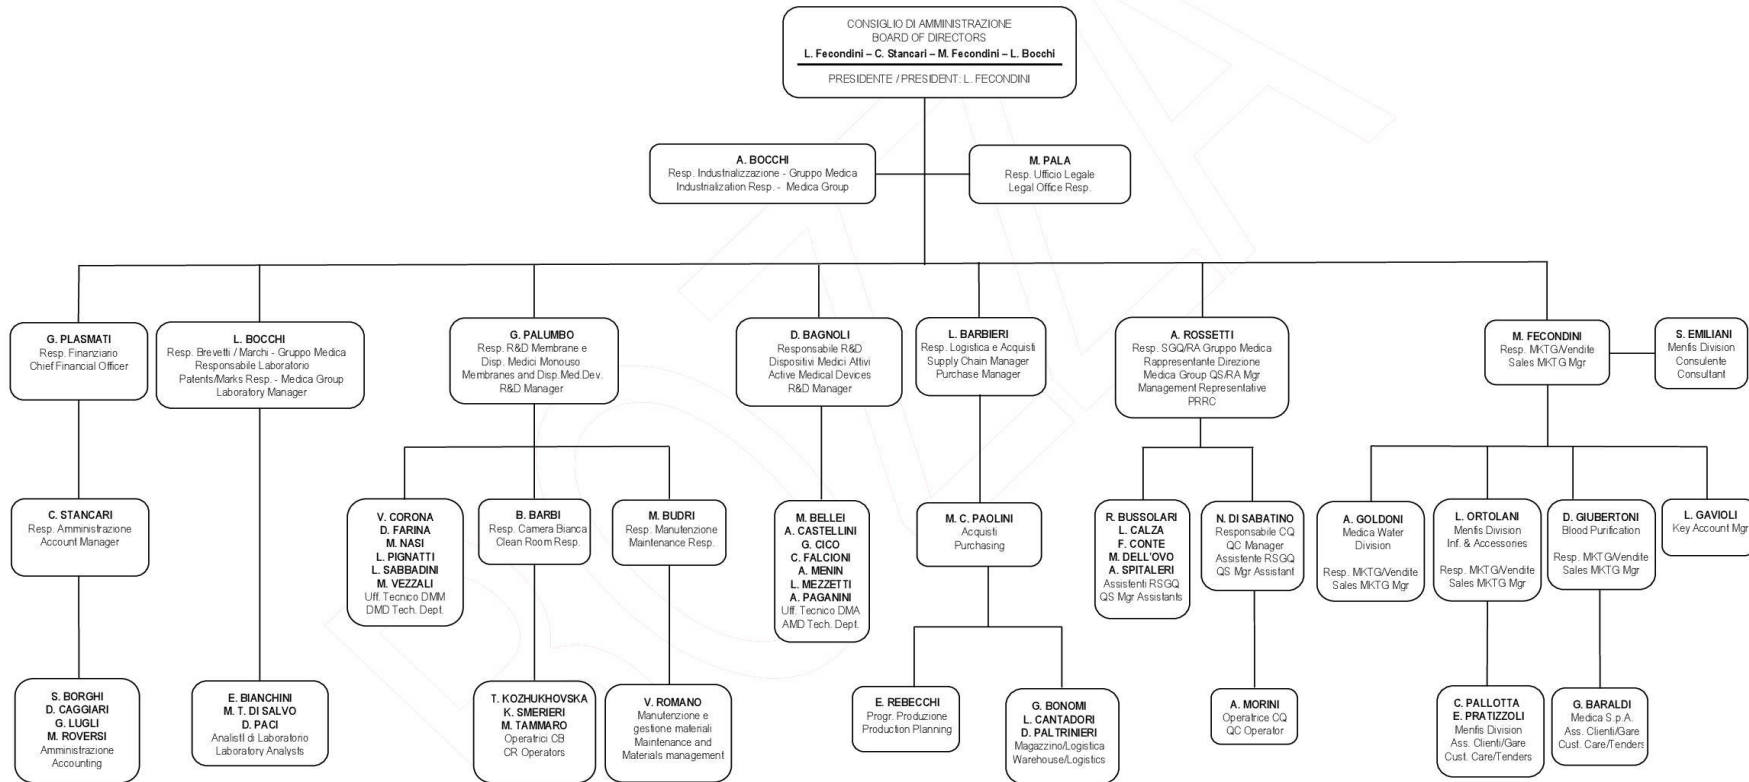 CONSIGLIO DI AMMINISTRAZIONE
BOARD OF DIRECTORS
L. Fecondini – C. Stancari – M. Fecondini – L. Bocchi
PRESIDENTE / PRESIDENT: L. FECONDINI
A. BOCCHI
Resp. Industrializzazione - Gruppo Medica
Industrialization Resp. - Medica Group
M. PALA
Resp. Ufficio Legale
Legal Office Resp.
G. PLASMATI
Resp. Finanziario
Chief Financial Officer
L. BOCCHI
Resp. Brevetti / Marchi - Gruppo Medica
Responsabile Laboratorio
Patents/Marks Resp. - Medica Group
Laboratory Manager
G. PALUMBO
Resp. R&D Membrane e
Disp. Medici Monouso
Membranes and Disp.Med.Dev.
R&D Manager
D. BAGNOLI
Responsabile R&D
Dispositivi Medici Attivi
Active Medical Devices
R&D Manager
L. BARBIERI
Resp. Logistica e Acquisti
Supply Chain Manager
Purchase Manager
A. ROSSETTI
Resp. SGQ/RA Gruppo Medica
Rappresentante Direzione
Medica Group QS/RA Mgr
Management Representative
PRRC
M. FECONDINI
Resp. MKTG/Vendite
Sales MKTG Mgr
S. EMILIANI
Menfis Division
Consulente
Consultant
C. STANCARI
Resp. Amministrazione
Account Manager
V. CORONA
D. FARINA
M. NASI
L. PIGNATTI
L. SABBADINI
M. VEZZALI
Uff. Tecnico DMM
DMD Tech. Dept.
B. BARBI
Resp. Camera Bianca
Clean Room Resp.
M. BUDRI
Resp. Manutenzione
Maintenance Resp.
M. BELLEI
A. CASTELLINI
G. CICO
C. FALCIONI
A. MENIN
L. MEZZETTI
A. PAGANINI
Uff. Tecnico DMA
AMD Tech. Dept.
M. C. PAOLINI
Acquisti
Purchasing
R. BUSSOLARI
L. CALZA
F. CONTE
M. DELL'OVO
A. SPITALERI
Assistenti RSGQ
QS Mgr Assistants
N. DI SABATINO
Responsabile CQ
QC Manager
Assistente RSGQ
QS Mgr Assistant
A. GOLDONI
Medica Water
Division
Resp. MKTG/Vendite
Sales MKTG Mgr
L. ORTOLANI
Menfis Division
Inf. & Accessories
Resp. MKTG/Vendite
Sales MKTG Mgr
D. GIUBERTONI
Blood Purification
Resp. MKTG/Vendite
Sales MKTG Mgr
L. GAVIOLI
Key Account Mgr
S. BORGHI
D. CAGGIARI
G. LUGLI
M. ROVERSI
Amministrazione
Accounting
E. BIANCHINI
M. T. DI SALVO
D. PACI
Analisti di Laboratorio
Laboratory Analysts
T. KOZHUKHOVSKA
K. SMERIERI
M. TAMMARO
Operatrici CB
CR Operators
V. ROMANO
Manutenzione e
gestione materiali
Maintenance and
Materials management
E. REBECCHI
Progr. Produzione
Production Planning
G. BONOMI
L. CANTADORI
D. PALTRINIERI
Magazzino/Logistica
Warehouse/Logistics
A. MORINI
Operatrice CQ
QC Operator
C. PALLOTTA
E. PRATIZZOLI
Menfis Division
Ass. Clienti/Gare
Cust. Care/Tenders
G. BARALDI
Medica S.p.A.
Ass. Clienti/Gare
Cust. Care/Tenders